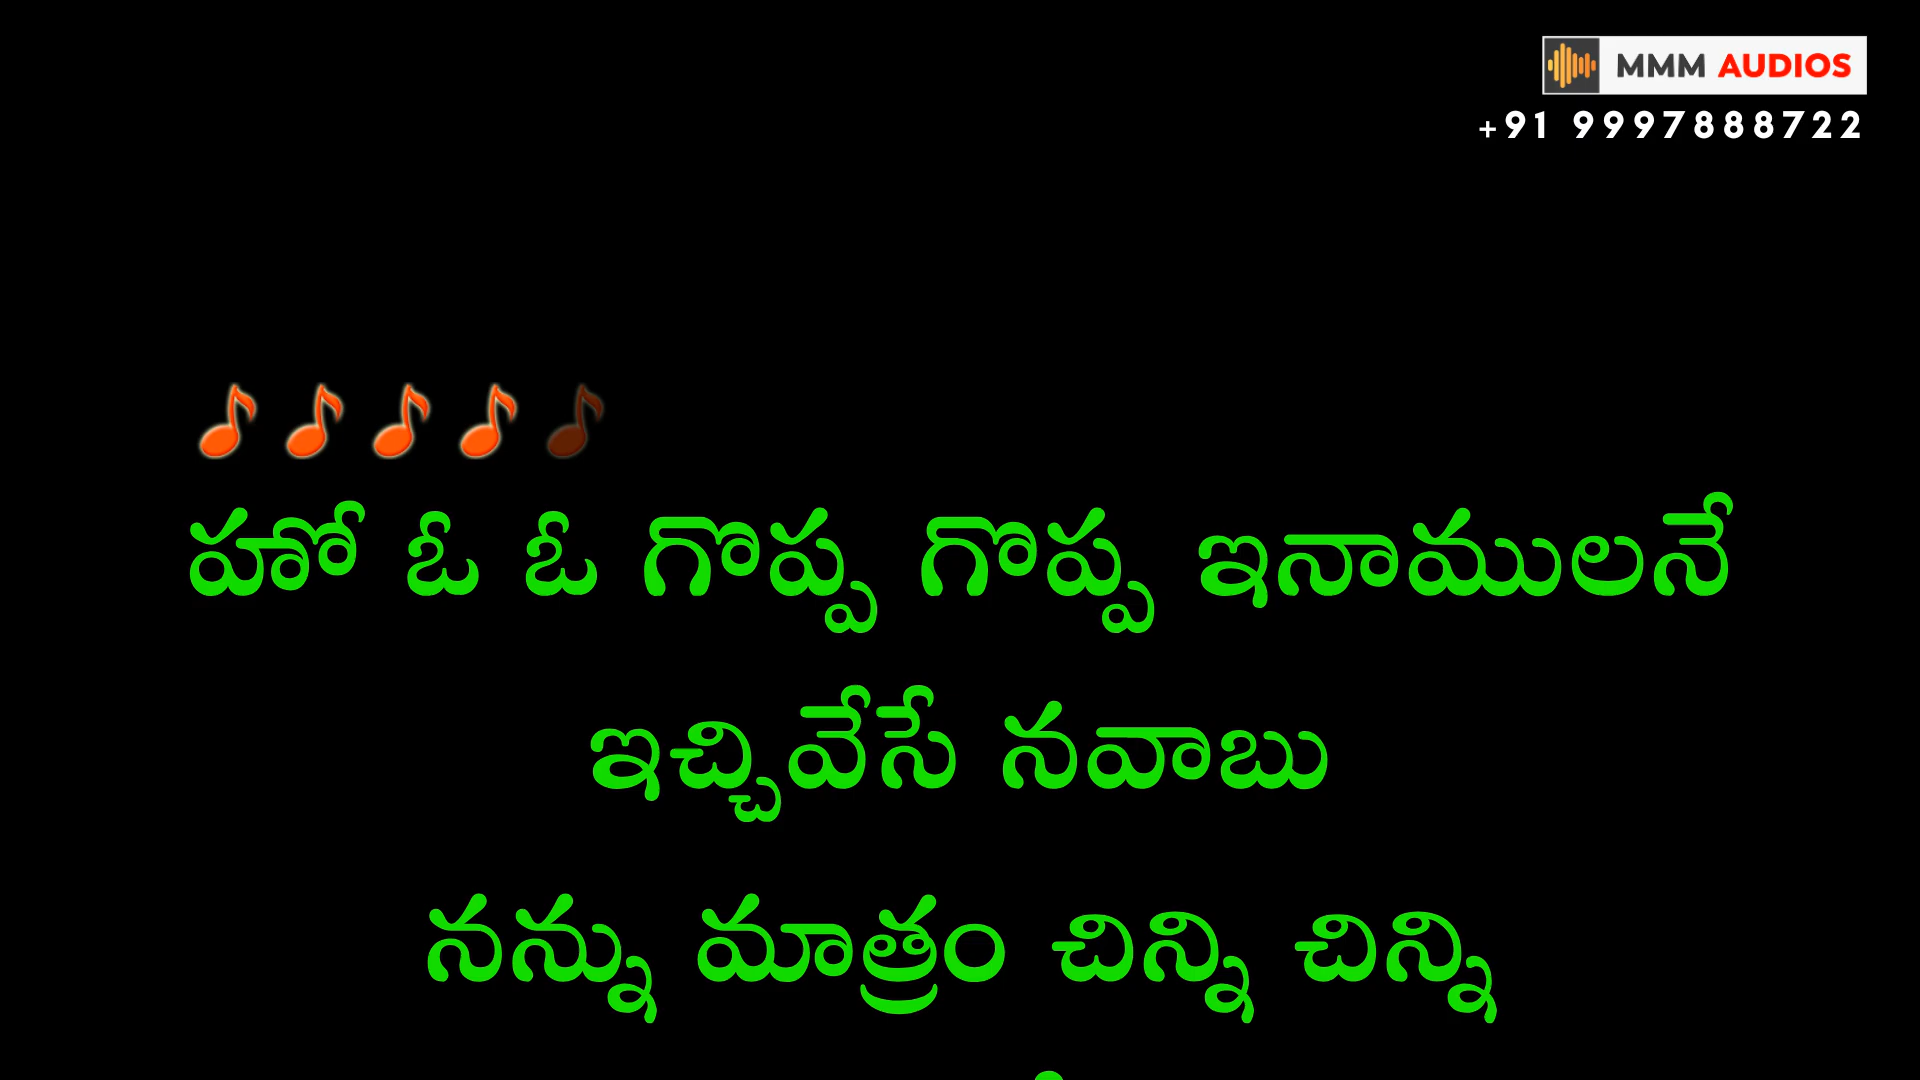 MMM AUDIOS
+91 9997888722
హో ఓ ఓ గొప్ప గొప్ప ఇనాములనే
ఇచ్చివేసే నవాబు
నన్ను మాత్రం చిన్ని చిన్ని